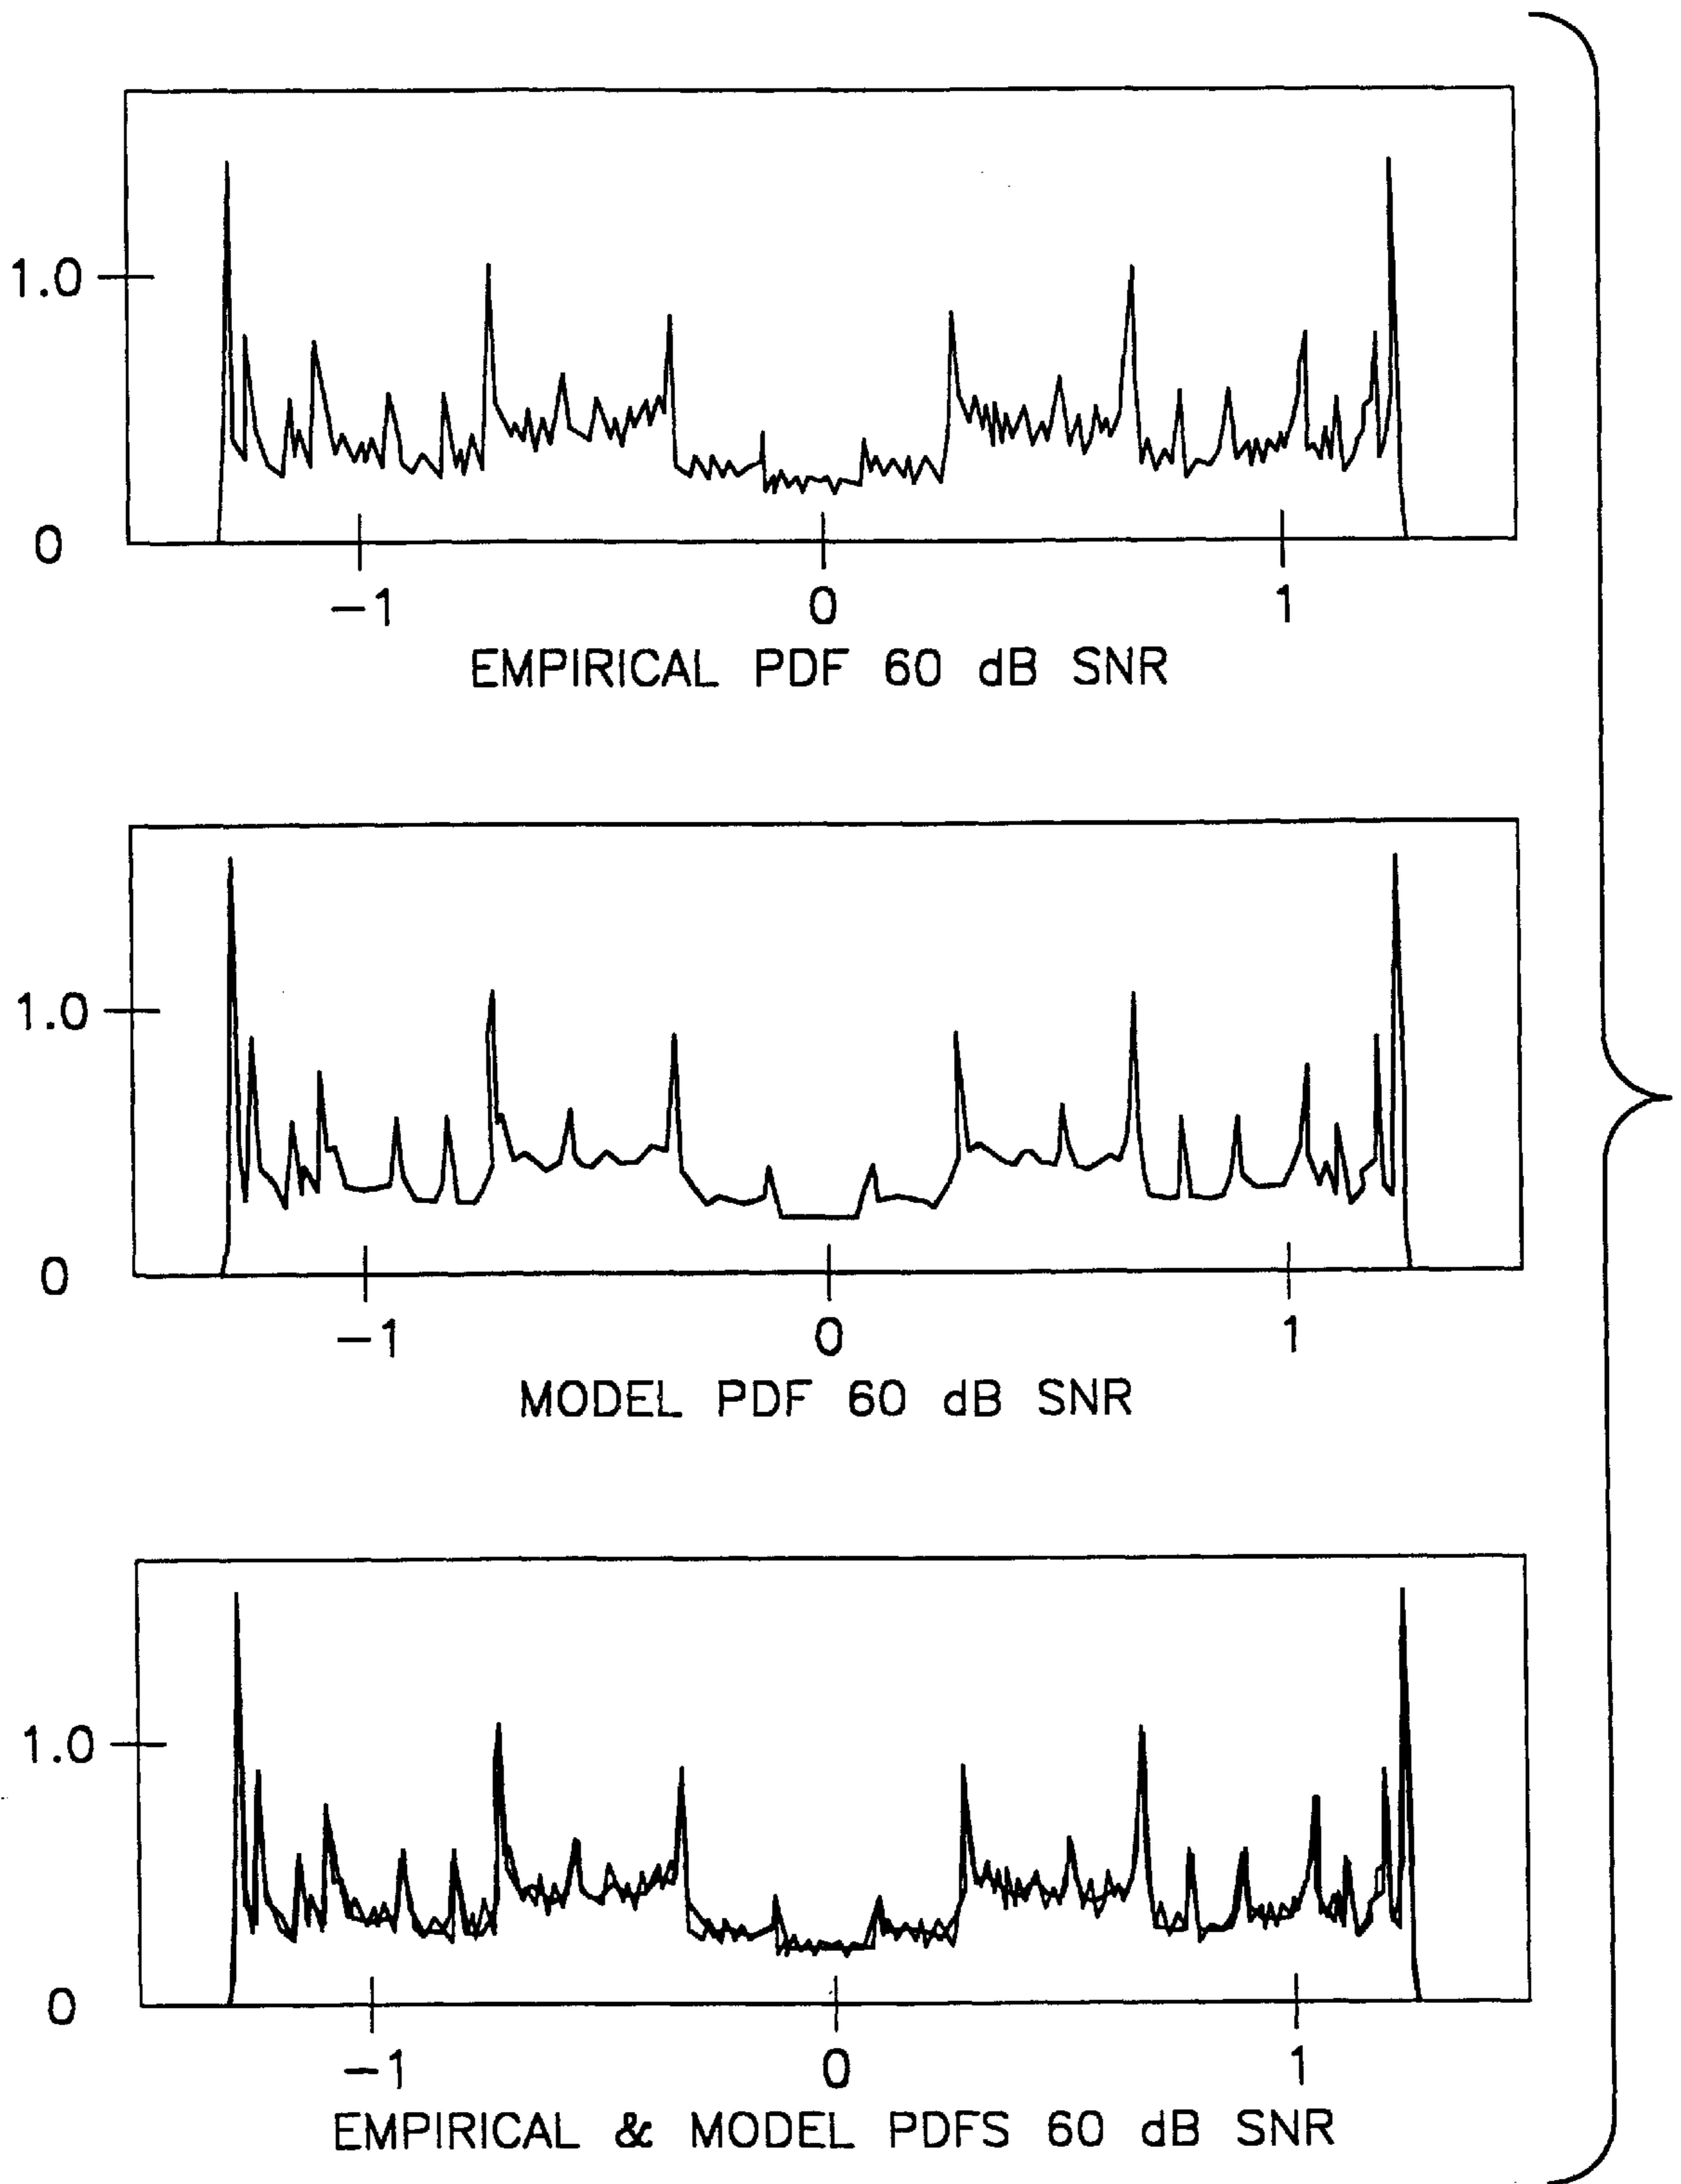 1.0
0
−1 0 1
EMPIRICAL PDF 60 dB SNR
1.0
0
−1 0 1
MODEL PDF 60 dB SNR
1.0
0
−1 0 1
EMPIRICAL & MODEL PDFS 60 dB SNR